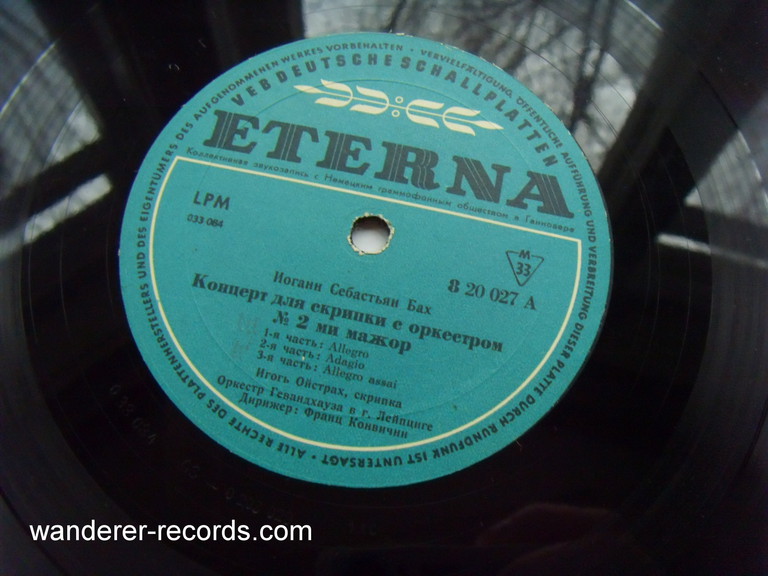 ALLE RECHTE DES PLATTENHERSTELLERS UND DES EIGENTÜMERS DES AUFGENOMMENEN WERKES VORBEHALTEN · VERVIELFÄLTIGUNG, ÖFFENTLICHE AUFFÜHRUNG UND VERBREITUNG DIESER PLATTE DURCH RUNDFUNK IST UNTERSAGT ·
VEB DEUTSCHE SCHALLPLATTEN
ETERNA
Коллективная звукозапись с Немецким граммофонным обществом в Ганновере
LPM
033 084
M
33
8 20 027 A
Иоганн Себастьян Бах
Концерт для скрипки с оркестром
№ 2 ми мажор
1-я часть: Allegro
2-я часть: Adagio
3-я часть: Allegro assai
Игорь Ойстрах, скрипка
Оркестр Гевандхауза в г. Лейпциге
Дирижер: Франц Конвични
wanderer-records.com